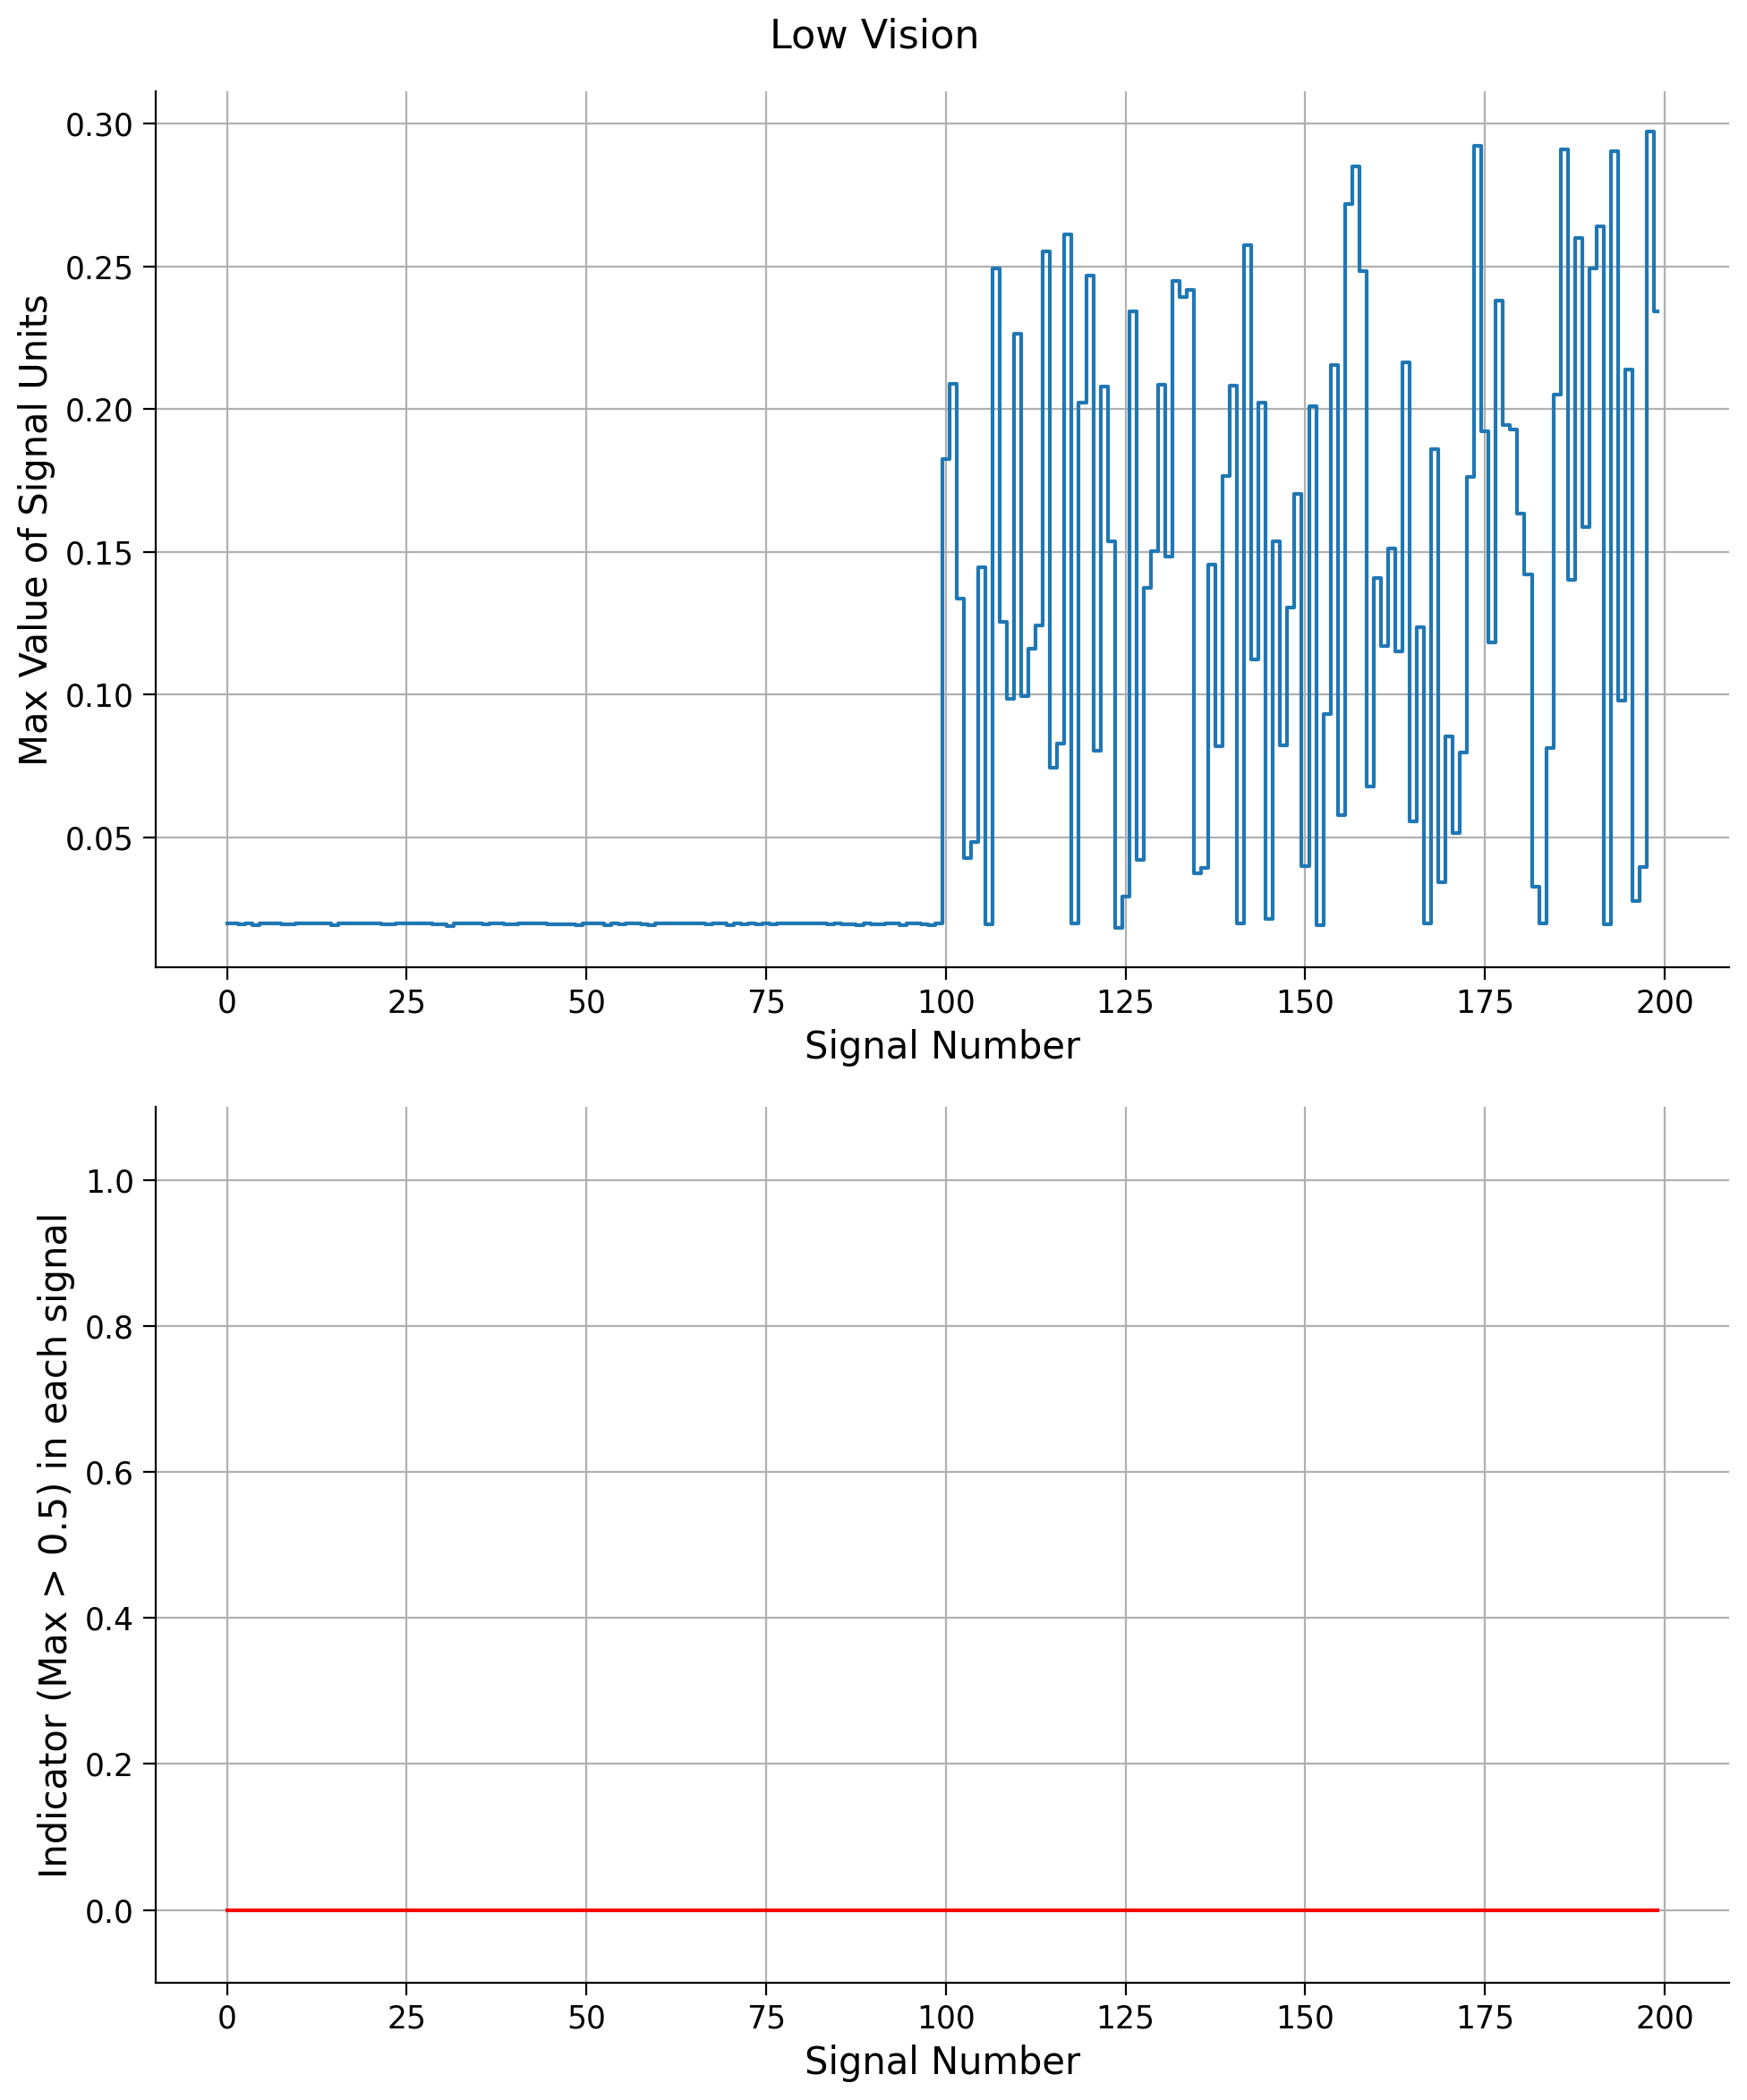 Low Vision
Max Value of Signal Units
0.30
0.25
0.20
0.15
0.10
0.05
0 25 50 75 100 125 150 175 200
Signal Number
Indicator (Max > 0.5) in each signal
1.0
0.8
0.6
0.4
0.2
0.0
0 25 50 75 100 125 150 175 200
Signal Number